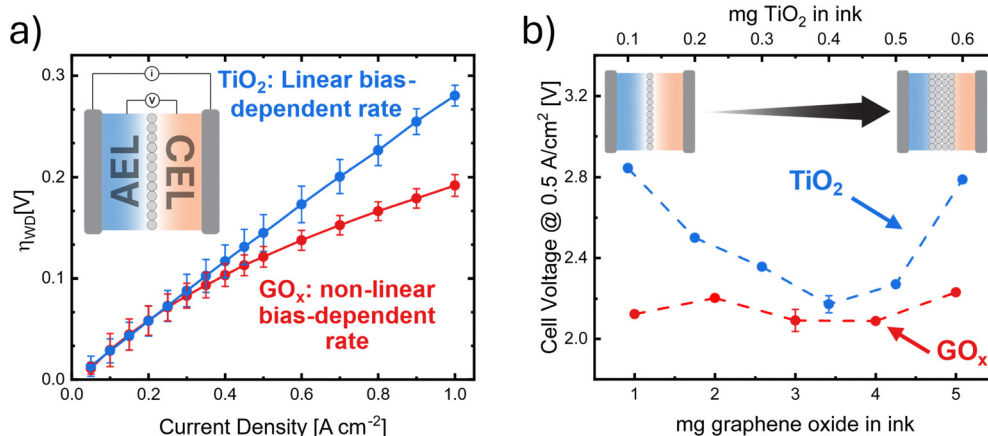 a)
0.3
0.2
0.1
0.0
η_WD[V]
0.0 0.2 0.4 0.6 0.8 1.0
Current Density [A cm⁻²]
i
V
AEL
CEL
TiO₂: Linear bias-
dependent rate
GOₓ: non-linear
bias-dependent
rate
b)
mg TiO₂ in ink
0.1 0.2 0.3 0.4 0.5 0.6
3.2
2.8
2.4
2.0
Cell Voltage @ 0.5 A/cm² [V]
TiO₂
GOₓ
1 2 3 4 5
mg graphene oxide in ink